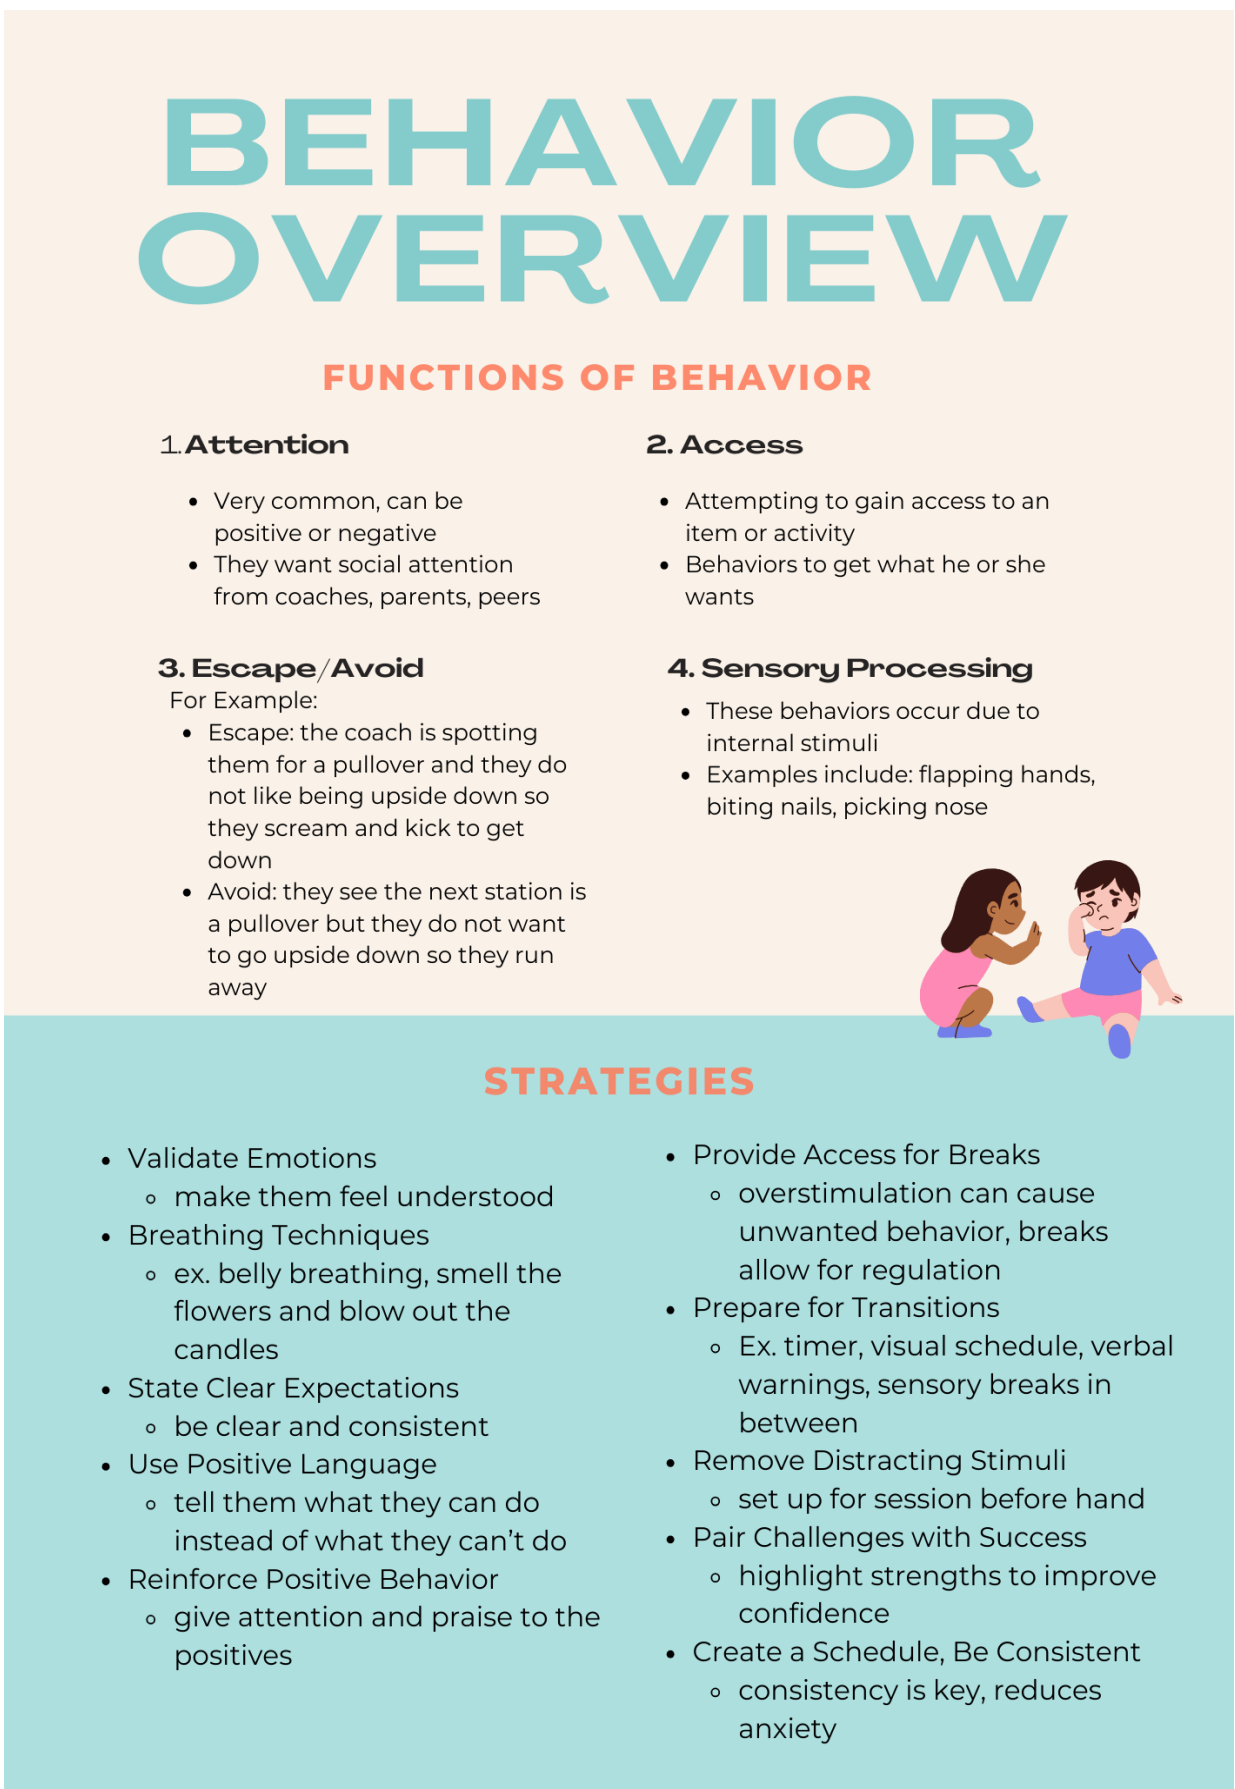 BEHAVIOR
OVERVIEW
FUNCTIONS OF BEHAVIOR
1. Attention
• Very common, can be
positive or negative
• They want social attention
from coaches, parents, peers
2. Access
• Attempting to gain access to an
item or activity
• Behaviors to get what he or she
wants
3. Escape/Avoid
For Example:
• Escape: the coach is spotting
them for a pullover and they do
not like being upside down so
they scream and kick to get
down
• Avoid: they see the next station is
a pullover but they do not want
to go upside down so they run
away
4. Sensory Processing
• These behaviors occur due to
internal stimuli
• Examples include: flapping hands,
biting nails, picking nose
STRATEGIES
• Validate Emotions
◦ make them feel understood
• Breathing Techniques
◦ ex. belly breathing, smell the
flowers and blow out the
candles
• State Clear Expectations
◦ be clear and consistent
• Use Positive Language
◦ tell them what they can do
instead of what they can’t do
• Reinforce Positive Behavior
◦ give attention and praise to the
positives
• Provide Access for Breaks
◦ overstimulation can cause
unwanted behavior, breaks
allow for regulation
• Prepare for Transitions
◦ Ex. timer, visual schedule, verbal
warnings, sensory breaks in
between
• Remove Distracting Stimuli
◦ set up for session before hand
• Pair Challenges with Success
◦ highlight strengths to improve
confidence
• Create a Schedule, Be Consistent
◦ consistency is key, reduces
anxiety